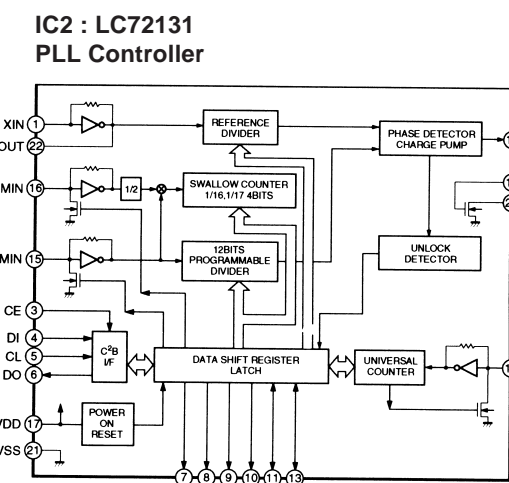 IC2 : LC72131
PLL Controller
XIN 1
OUT 22
REFERENCE
DIVIDER
PHASE DETECTOR
CHARGE PUMP
MIN 16
1/2
SWALLOW COUNTER
1/16,1/17 4BITS
MIN 15
12BITS
PROGRAMMABLE
DIVIDER
UNLOCK
DETECTOR
CE 3
DI 4
CL 5
DO 6
C2B
I/F
DATA SHIFT REGISTER
LATCH
UNIVERSAL
COUNTER
VDD 17
POWER
ON
RESET
VSS 21
7 8 9 10 11 13